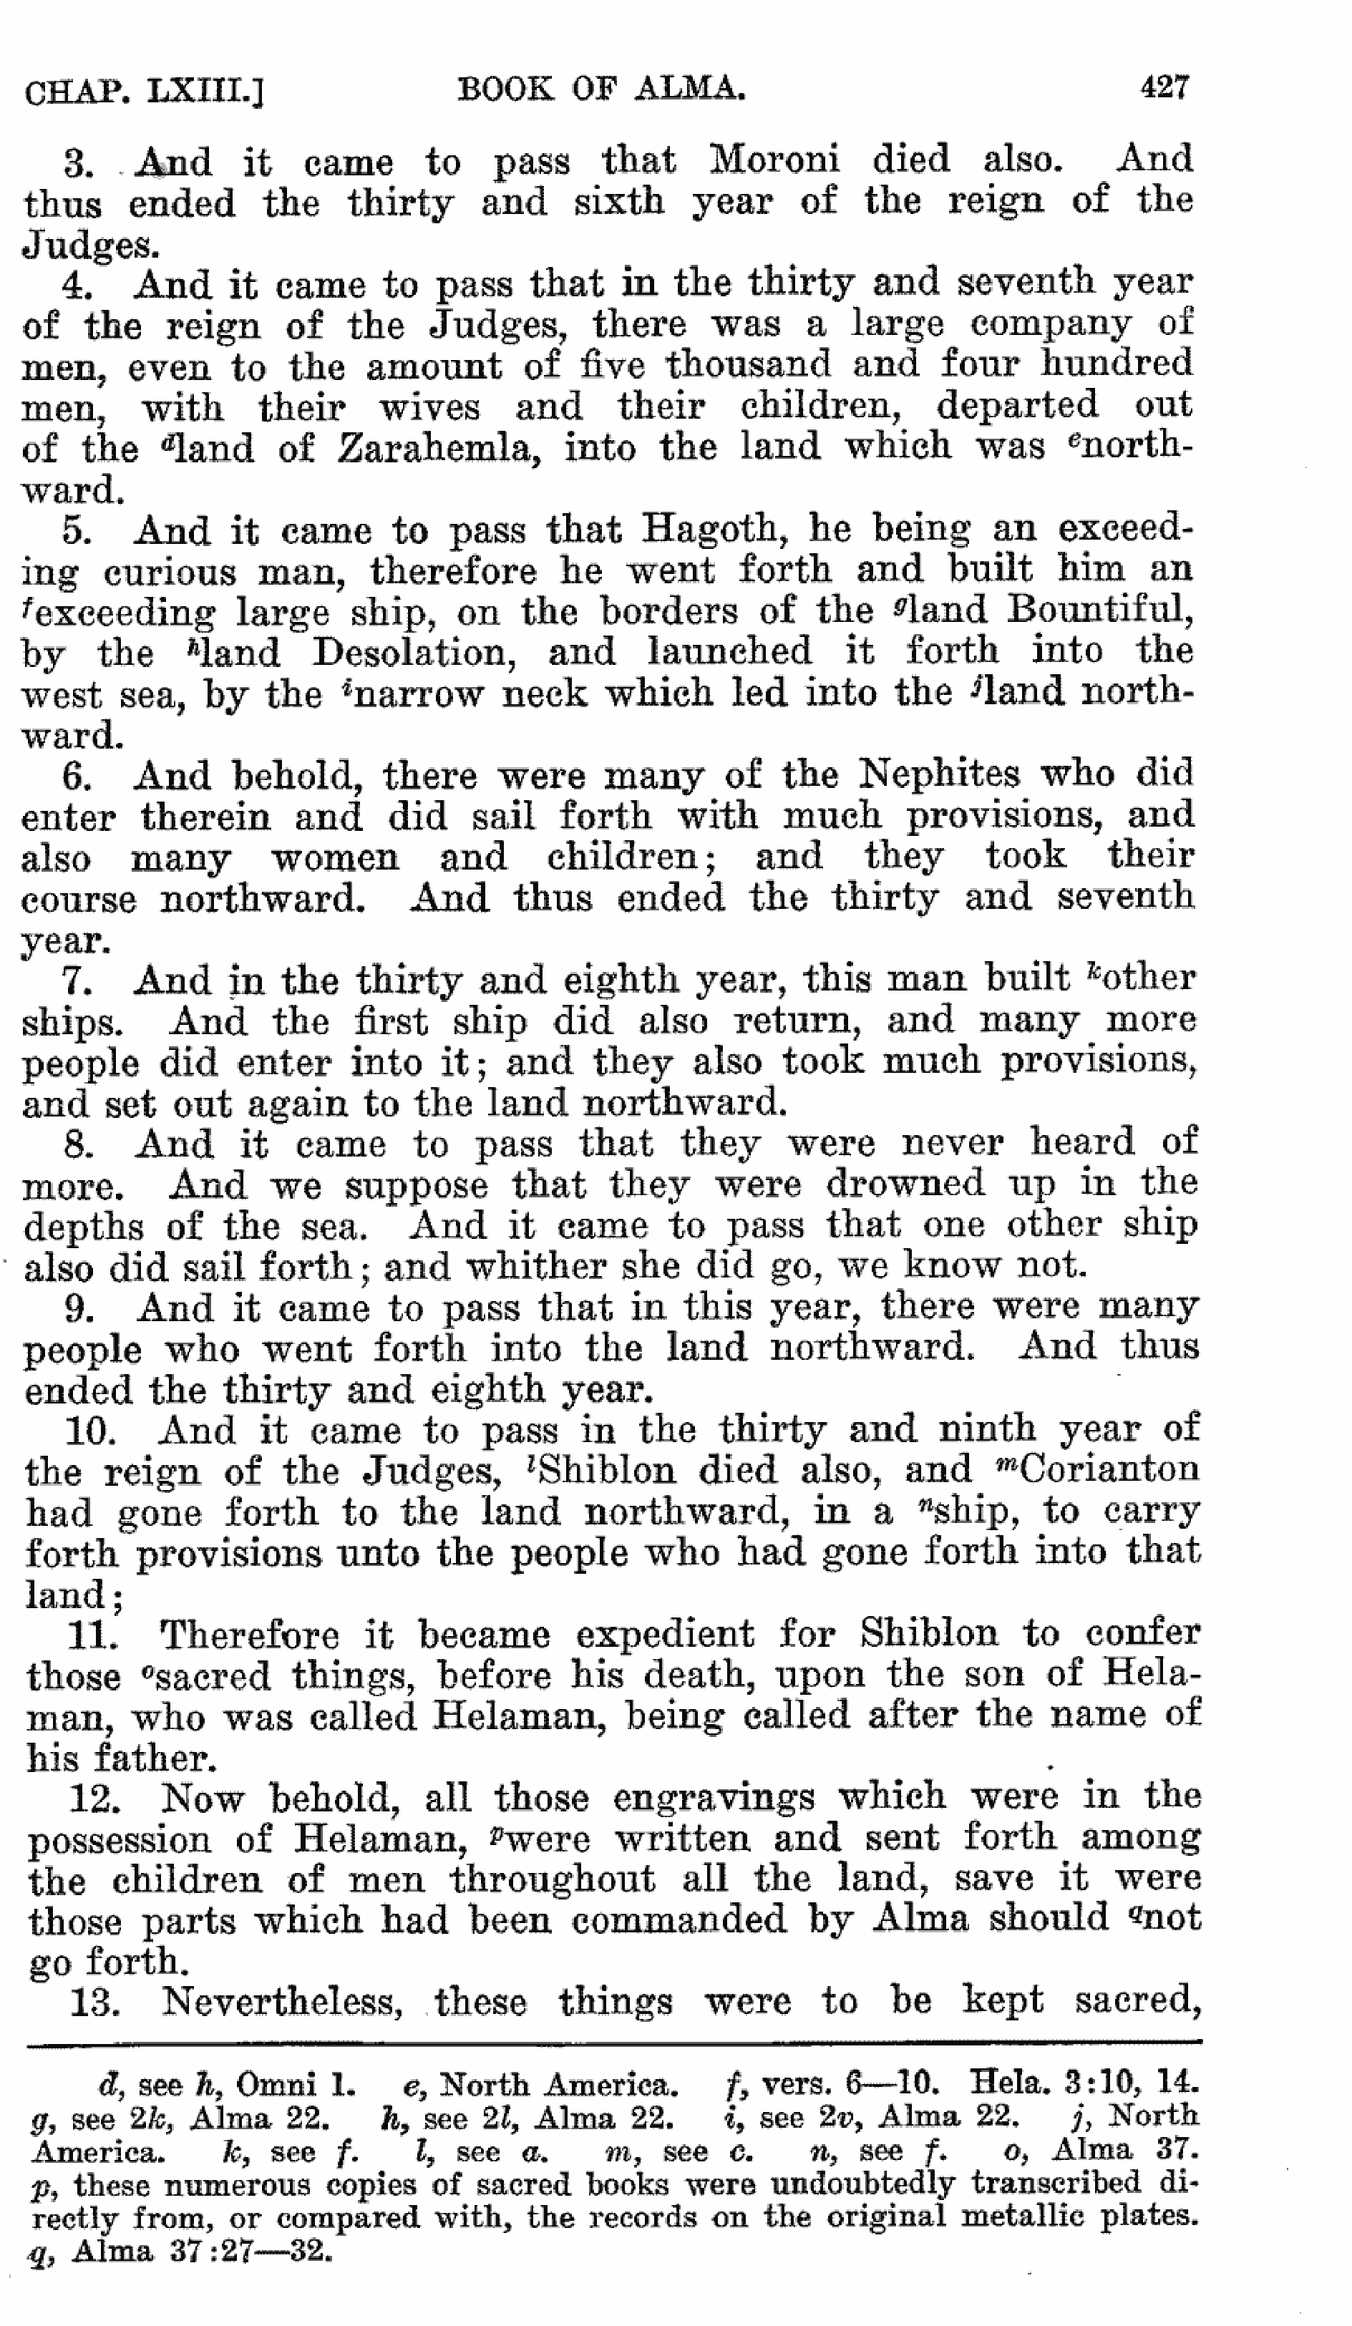 CHAP. LXIII.] BOOK OF ALMA. 427
3. And it came to pass that Moroni died also. And
thus ended the thirty and sixth year of the reign of the
Judges.
4. And it came to pass that in the thirty and seventh year
of the reign of the Judges, there was a large company of
men, even to the amount of five thousand and four hundred
men, with their wives and their children, departed out
of the dland of Zarahemla, into the land which was enorth-
ward.
5. And it came to pass that Hagoth, he being an exceed-
ing curious man, therefore he went forth and built him an
fexceeding large ship, on the borders of the gland Bountiful,
by the hland Desolation, and launched it forth into the
west sea, by the inarrow neck which led into the jland north-
ward.
6. And behold, there were many of the Nephites who did
enter therein and did sail forth with much provisions, and
also many women and children; and they took their
course northward. And thus ended the thirty and seventh
year.
7. And in the thirty and eighth year, this man built kother
ships. And the first ship did also return, and many more
people did enter into it; and they also took much provisions,
and set out again to the land northward.
8. And it came to pass that they were never heard of
more. And we suppose that they were drowned up in the
depths of the sea. And it came to pass that one other ship
also did sail forth; and whither she did go, we know not.
9. And it came to pass that in this year, there were many
people who went forth into the land northward. And thus
ended the thirty and eighth year.
10. And it came to pass in the thirty and ninth year of
the reign of the Judges, lShiblon died also, and mCorianton
had gone forth to the land northward, in a nship, to carry
forth provisions unto the people who had gone forth into that
land;
11. Therefore it became expedient for Shiblon to confer
those osacred things, before his death, upon the son of Hela-
man, who was called Helaman, being called after the name of
his father.
12. Now behold, all those engravings which were in the
possession of Helaman, pwere written and sent forth among
the children of men throughout all the land, save it were
those parts which had been commanded by Alma should qnot
go forth.
13. Nevertheless, these things were to be kept sacred,
d, see h, Omni 1. e, North America. f, vers. 6—10. Hela. 3:10, 14.
g, see 2k, Alma 22. h, see 2l, Alma 22. i, see 2v, Alma 22. j, North
America. k, see f. l, see a. m, see c. n, see f. o, Alma 37.
p, these numerous copies of sacred books were undoubtedly transcribed di-
rectly from, or compared with, the records on the original metallic plates.
q, Alma 37:27—32.